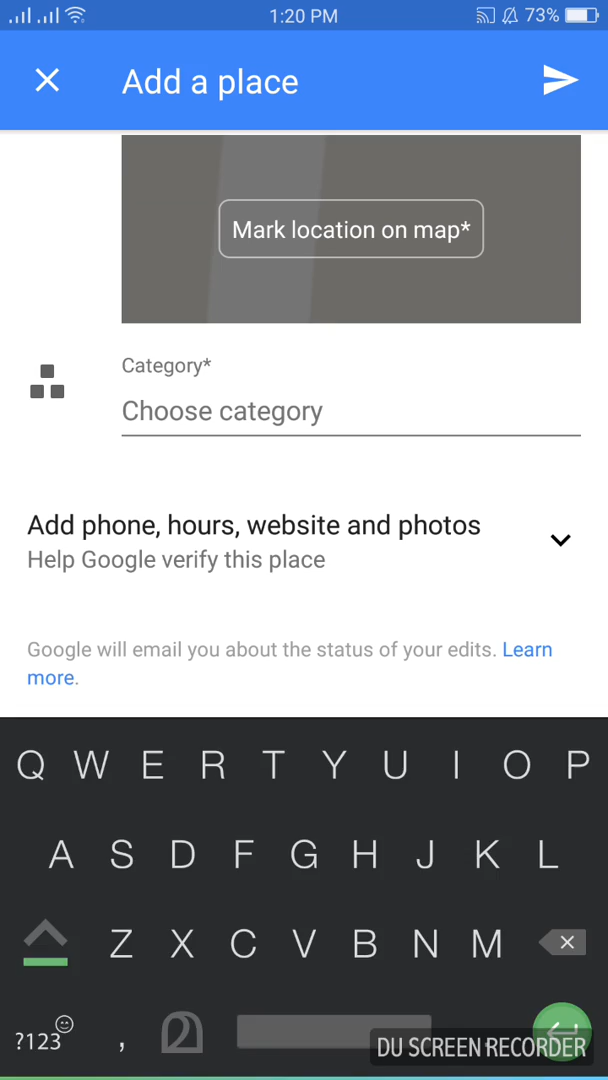 1:20 PM 73%
Add a place
Mark location on map*
Category*
Choose category
Add phone, hours, website and photos
Help Google verify this place
Google will email you about the status of your edits. Learn
more.
Q W E R T Y U I O P
A S D F G H J K L
Z X C V B N M
?123 , മ
DU SCREEN RECORDER